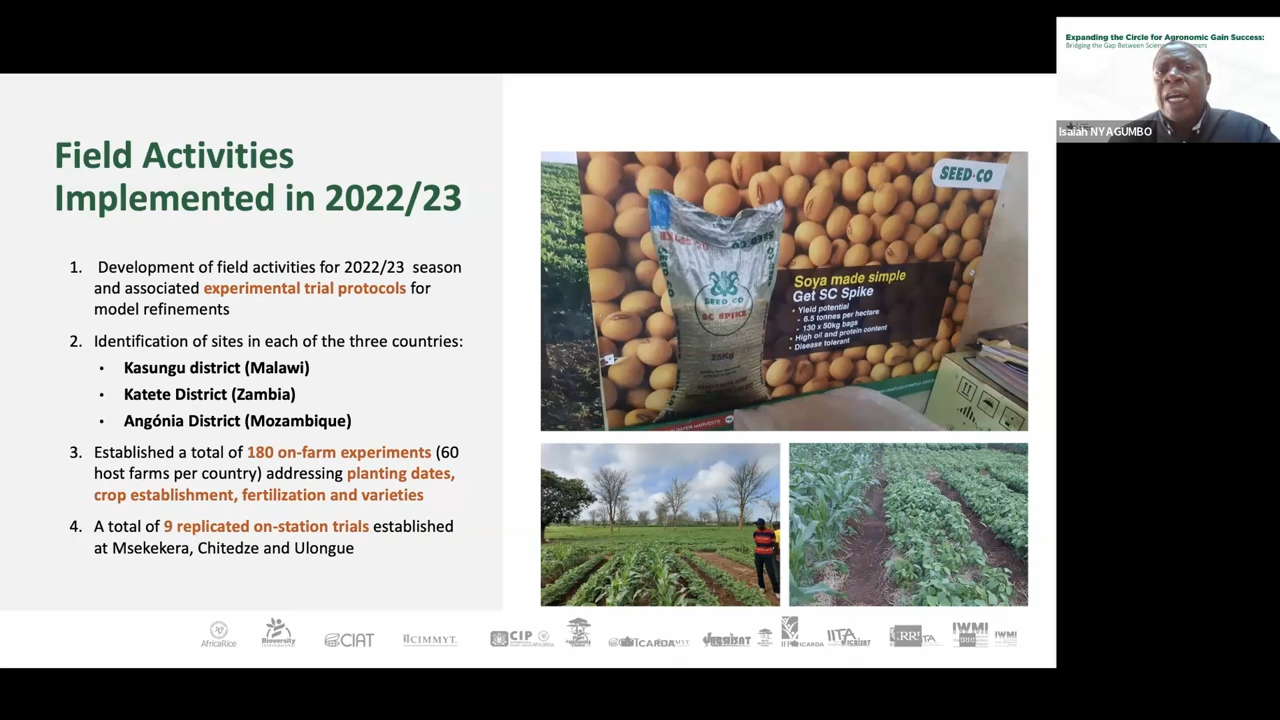 Expanding the Circle for Agronomic Gain Success:
Isaiah NYAGUMBO
Field Activities
Implemented in 2022/23
1. Development of field activities for 2022/23 season
and associated experimental trial protocols for
model refinements
2. Identification of sites in each of the three countries:
• Kasungu district (Malawi)
• Katete District (Zambia)
• Angónia District (Mozambique)
3. Established a total of 180 on-farm experiments (60
host farms per country) addressing planting dates,
crop establishment, fertilization and varieties
4. A total of 9 replicated on-station trials established
at Msekekera, Chitedze and Ulongue
SEED·CO
Soya made simple
Get SC Spike
• Yield potential
- 6.5 tonnes per hectare
- 130 x 50kg bags
• High oil and protein content
• Disease tolerant
SEED CO
SC SPIKE
25Kg
AfricaRice
Bioversity
CIAT
CIMMYT
CIP
ICARDA
ICARDA
IITA
IWMI
IWMI